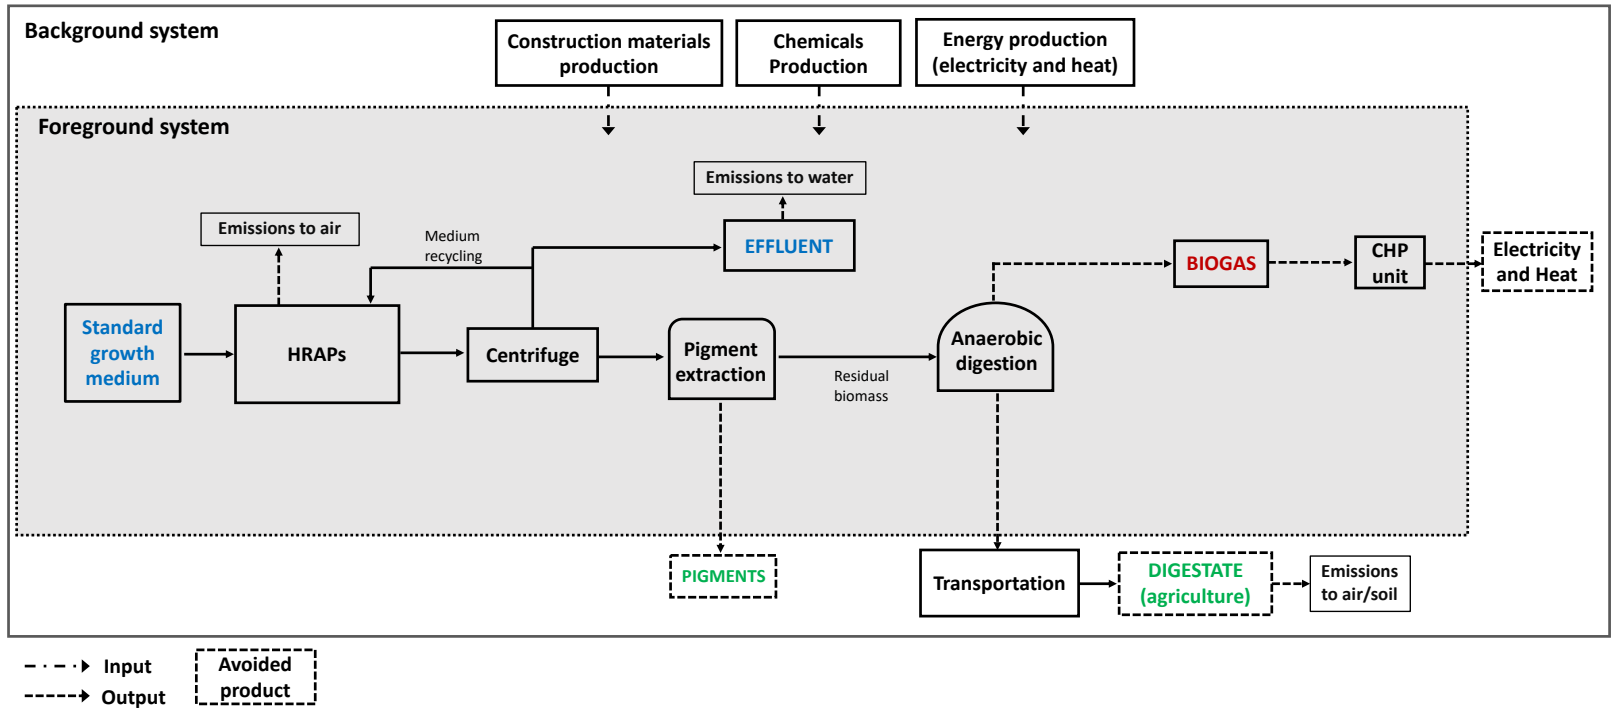 Background system
Construction materials
production
Chemicals
Production
Energy production
(electricity and heat)
Foreground system
Emissions to water
Emissions to air
Medium
recycling
EFFLUENT
BIOGAS
CHP
unit
Electricity
and Heat
Standard
growth
medium
HRAPs
Centrifuge
Pigment
extraction
Residual
biomass
Anaerobic
digestion
PIGMENTS
Transportation
DIGESTATE
(agriculture)
Emissions
to air/soil
Input
Output
Avoided
product